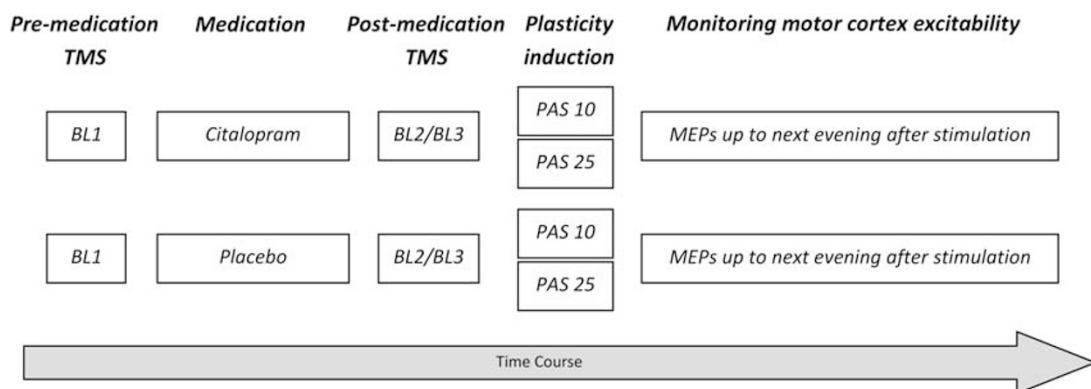 Pre-medication Medication Post-medication Plasticity Monitoring motor cortex excitability
TMS TMS induction
PAS 10
BL1 Citalopram BL2/BL3 MEPs up to next evening after stimulation
PAS 25
PAS 10
BL1 Placebo BL2/BL3 MEPs up to next evening after stimulation
PAS 25
Time Course